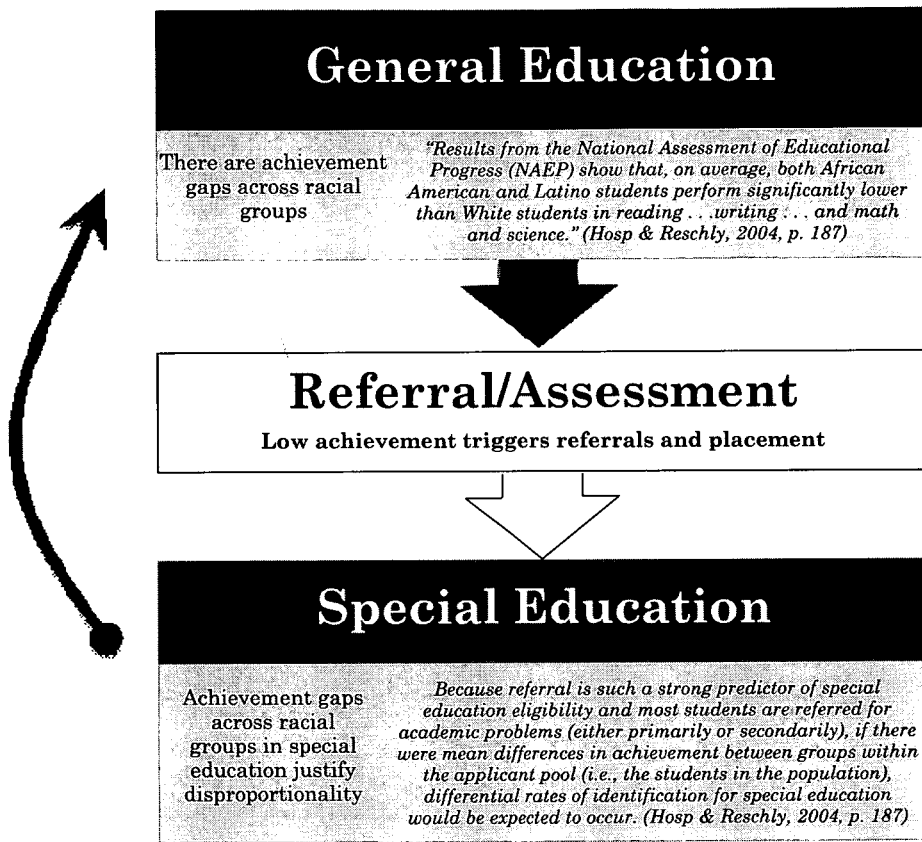 General Education
There are achievement
gaps across racial
groups
"Results from the National Assessment of Educational
Progress (NAEP) show that, on average, both African
American and Latino students perform significantly lower
than White students in reading . . .writing . . . and math
and science." (Hosp & Reschly, 2004, p. 187)
Referral/Assessment
Low achievement triggers referrals and placement
Special Education
Achievement gaps
across racial
groups in special
education justify
disproportionality
Because referral is such a strong predictor of special
education eligibility and most students are referred for
academic problems (either primarily or secondarily), if there
were mean differences in achievement between groups within
the applicant pool (i.e., the students in the population),
differential rates of identification for special education
would be expected to occur. (Hosp & Reschly, 2004, p. 187)